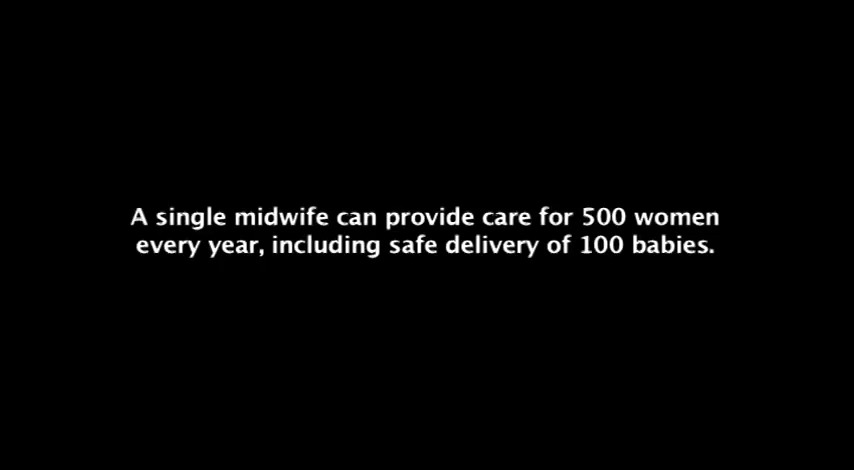 A single midwife can provide care for 500 women
every year, including safe delivery of 100 babies.